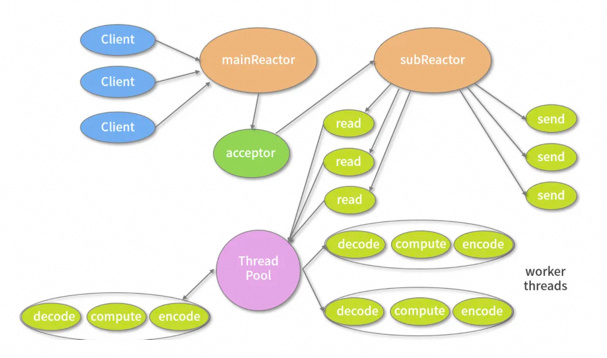 Client
mainReactor
subReactor
Client
Client
acceptor
read
send
read
send
read
send
Thread
Pool
decode compute encode
worker
threads
decode compute encode
decode compute encode